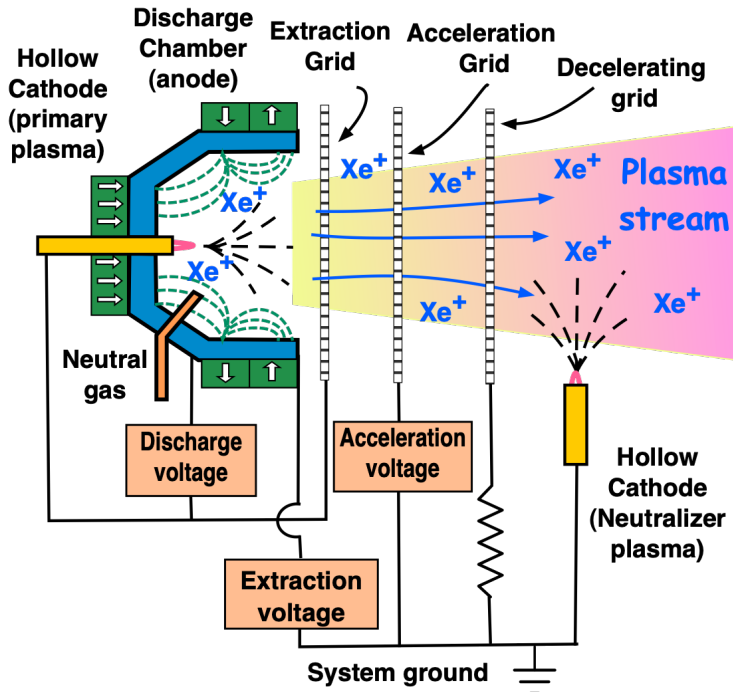 Discharge
Chamber
(anode)
Extraction
Grid
Acceleration
Grid
Decelerating
grid
Hollow
Cathode
(primary
plasma)
Xe+
Xe+
Xe+
Plasma
stream
Xe+
Xe+
Xe+
Xe+
Xe+
Neutral
gas
Discharge
voltage
Acceleration
voltage
Hollow
Cathode
(Neutralizer
plasma)
Extraction
voltage
System ground